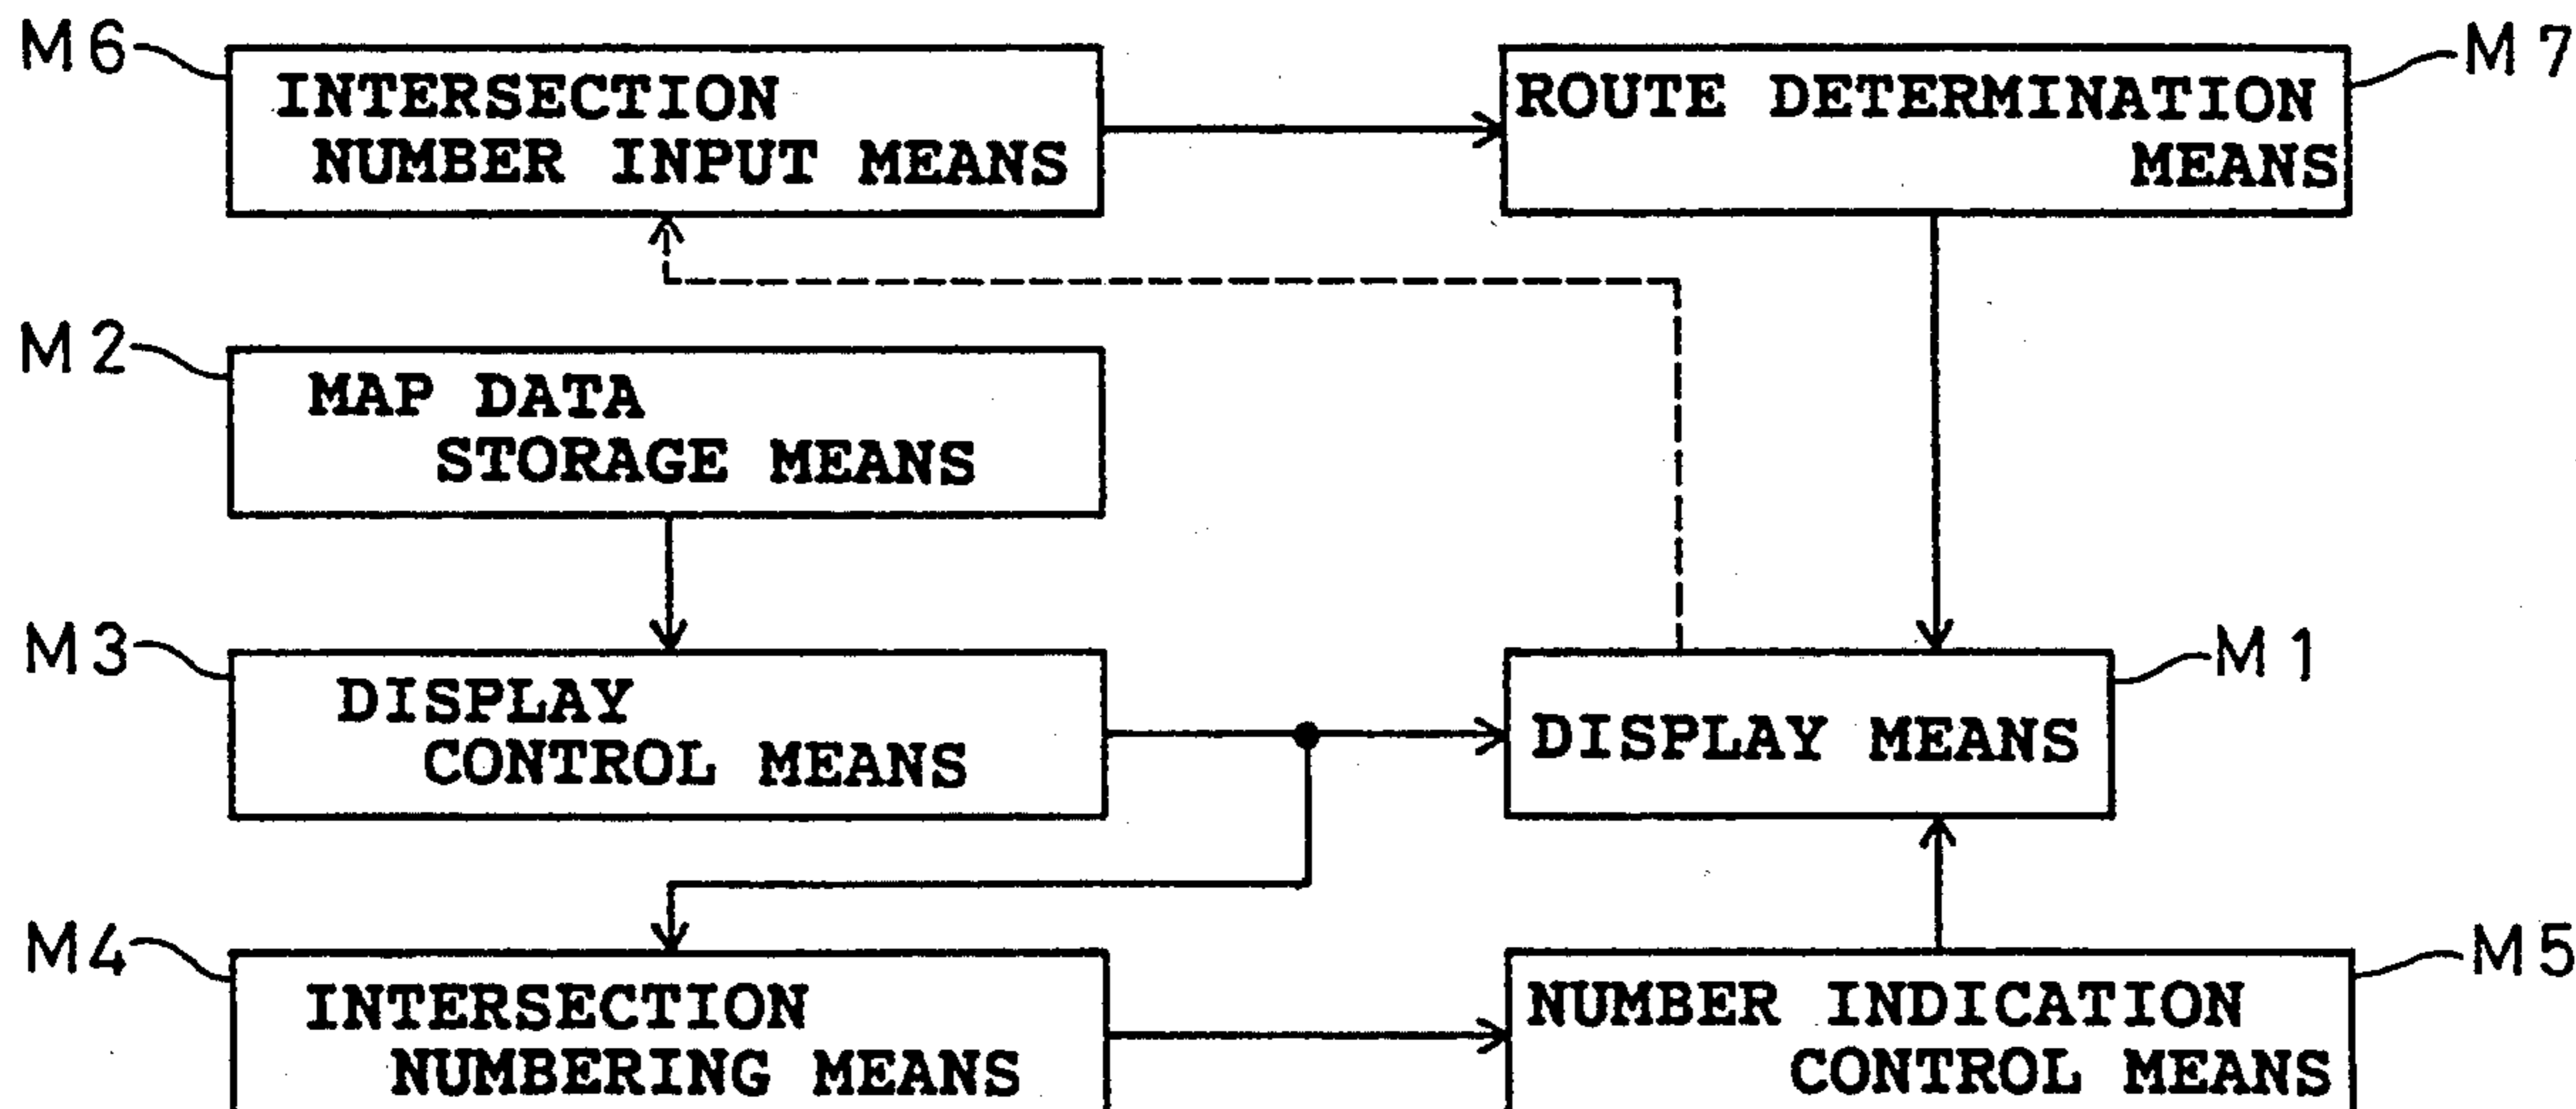 M6
INTERSECTION
NUMBER INPUT MEANS
ROUTE DETERMINATION
MEANS
M7
M2
MAP DATA
STORAGE MEANS
M3
DISPLAY
CONTROL MEANS
DISPLAY MEANS
M1
M4
INTERSECTION
NUMBERING MEANS
NUMBER INDICATION
CONTROL MEANS
M5